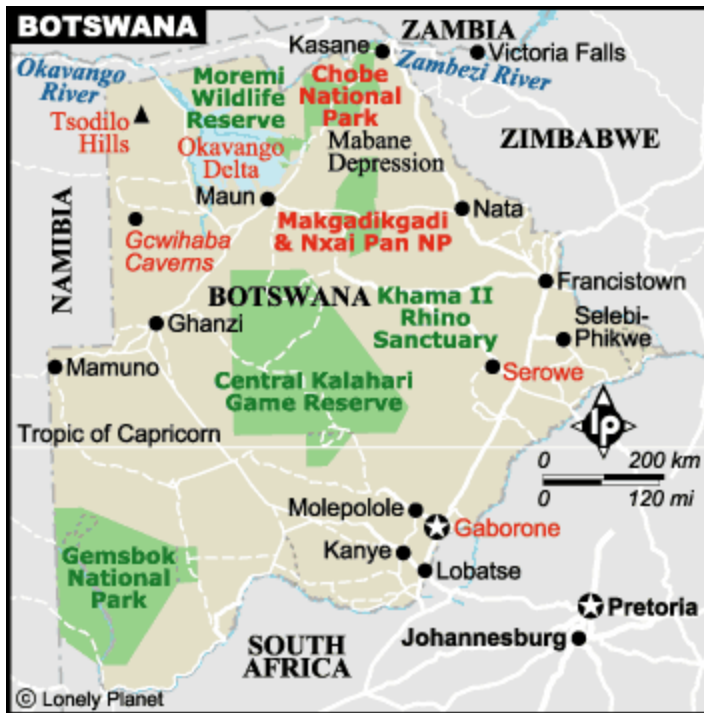 BOTSWANA
ZAMBIA
Kasane
Victoria Falls
Okavango
River
Moremi
Wildlife
Reserve
Chobe
National
Park
Zambezi River
Tsodilo
Hills
Okavango
Delta
Mabane
Depression
ZIMBABWE
Maun
Nata
NAMIBIA
Gcwihaba
Caverns
Makgadikgadi
& Nxai Pan NP
Francistown
BOTSWANA
Khama II
Rhino
Sanctuary
Selebi-
Phikwe
Ghanzi
Mamuno
Serowe
Central Kalahari
Game Reserve
lp
Tropic of Capricorn
0 200 km
0 120 mi
Molepolole
Gaborone
Kanye
Lobatse
Gemsbok
National
Park
Pretoria
Johannesburg
SOUTH
AFRICA
© Lonely Planet